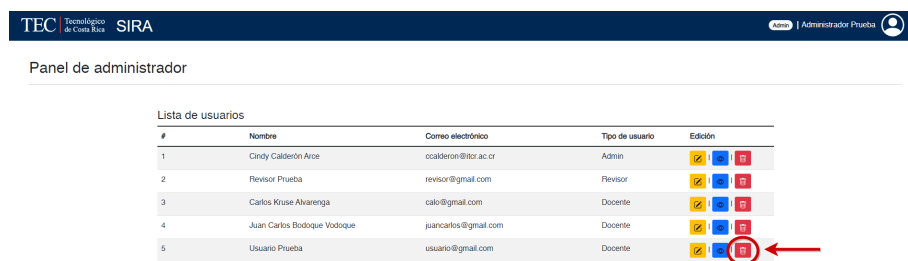 TEC Tecnológico de Costa Rica SIRA Admin | Administrador Prueba
Panel de administrador
Lista de usuarios
# Nombre Correo electrónico Tipo de usuario Edición
1 Cindy Calderón Arce ccalderon@itcr.ac.cr Admin | |
2 Revisor Prueba revisor@gmail.com Revisor | |
3 Carlos Kruse Alvarenga calo@gmail.com Docente | |
4 Juan Carlos Bodoque Vodoque juancarlos@gmail.com Docente | |
5 Usuario Prueba usuario@gmail.com Docente | |